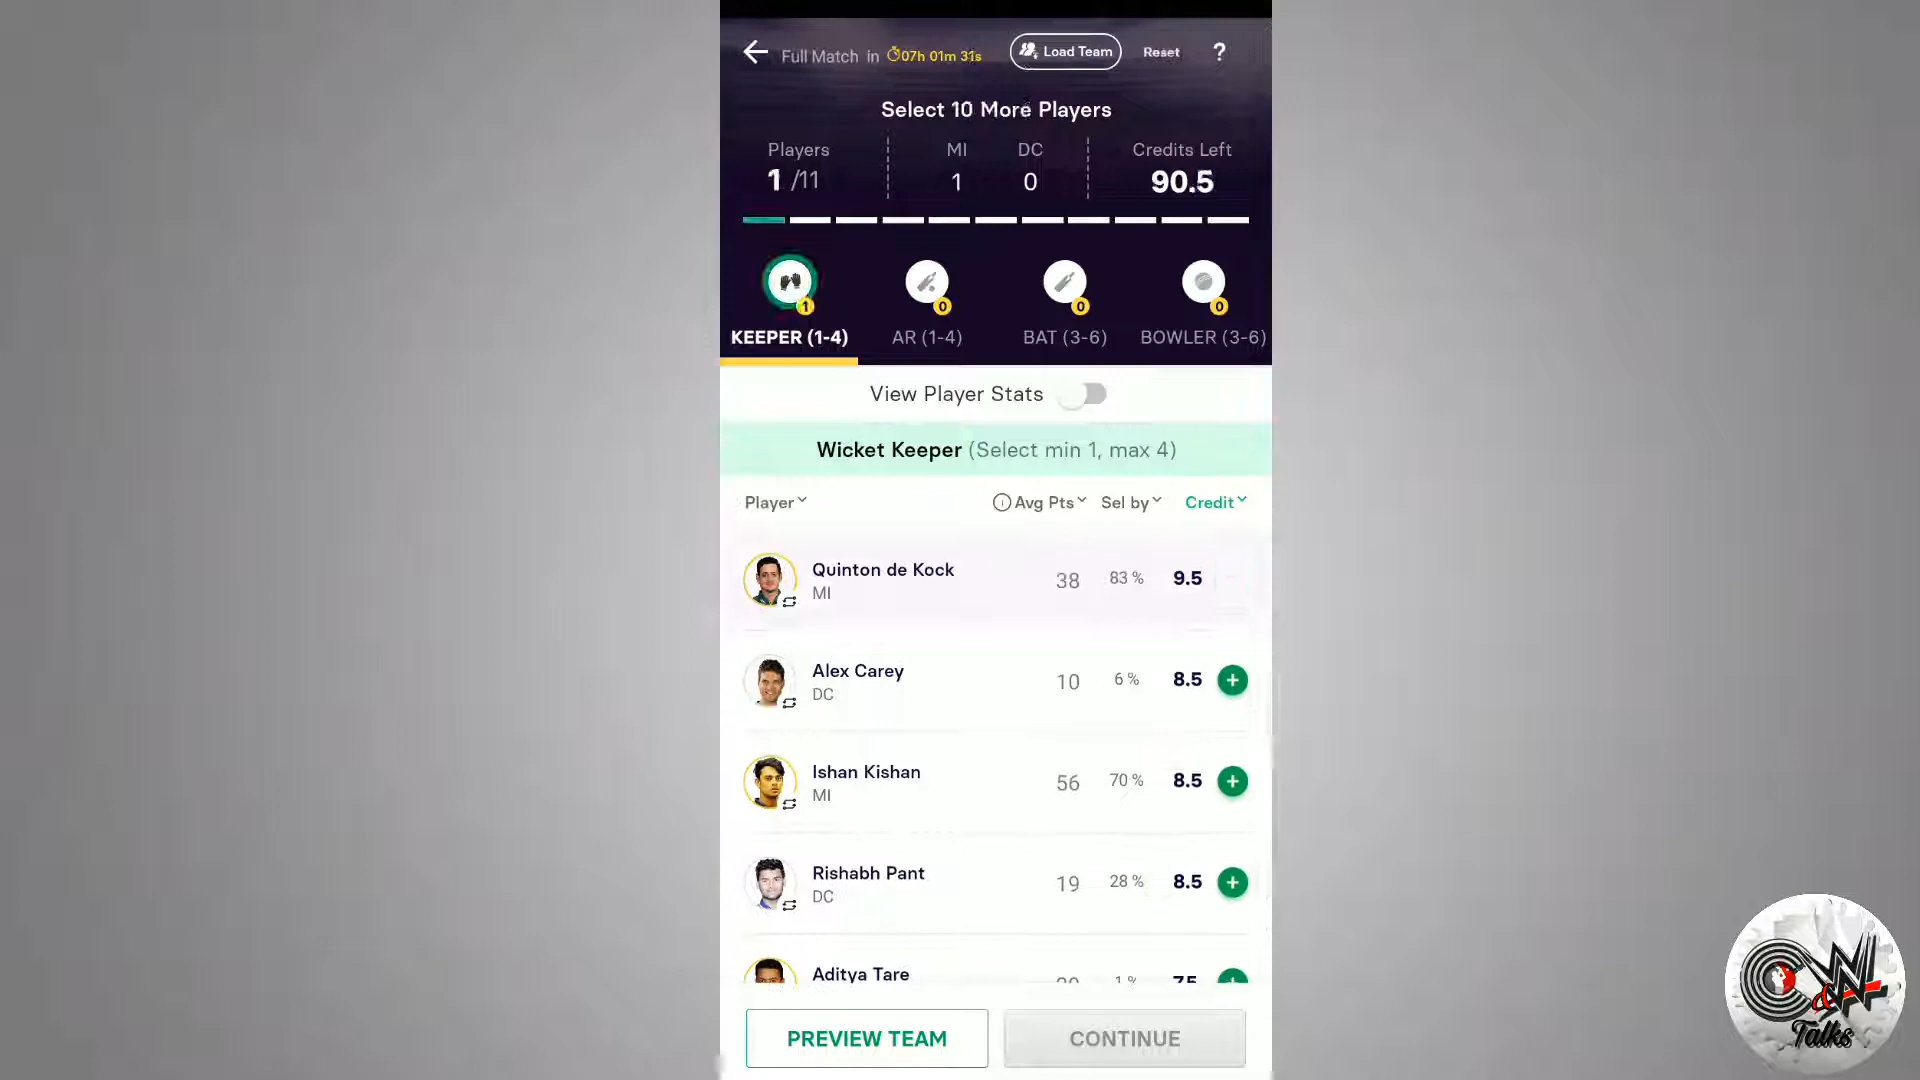 Full Match in 07h 01m 31s Load Team Reset ?
Select 10 More Players
Players MI DC Credits Left
1 /11 1 0 90.5
1 0 0 0
KEEPER (1-4) AR (1-4) BAT (3-6) BOWLER (3-6)
View Player Stats
Wicket Keeper (Select min 1, max 4)
Player Avg Pts Sel by Credit
Quinton de Kock 38 83 % 9.5
MI
Alex Carey 10 6 % 8.5
DC
Ishan Kishan 56 70 % 8.5
MI
Rishabh Pant 19 28 % 8.5
DC
Aditya Tare 1 % 7.5
PREVIEW TEAM CONTINUE
C&W
Talks